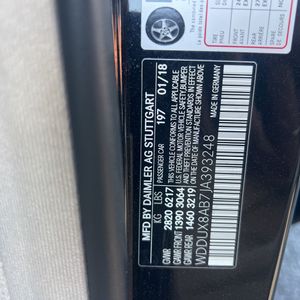 MFD BY DAIMLER AG STUTTGART
PASSENGER CAR 197 01/18
KG LBS
GVWR 2820 6217
GAWR FRONT 1390 3064
GAWR REAR 1460 3219
THIS VEHICLE CONFORMS TO ALL APPLICABLE
U.S. FEDERAL MOTOR VEHICLE SAFETY/BUMPER
AND THEFT PREVENTION STANDARDS IN EFFECT
ON THE DATE OF MANUFACTURE SHOWN ABOVE.
WDDUX8AB7JA393248
MADE IN GERMANY